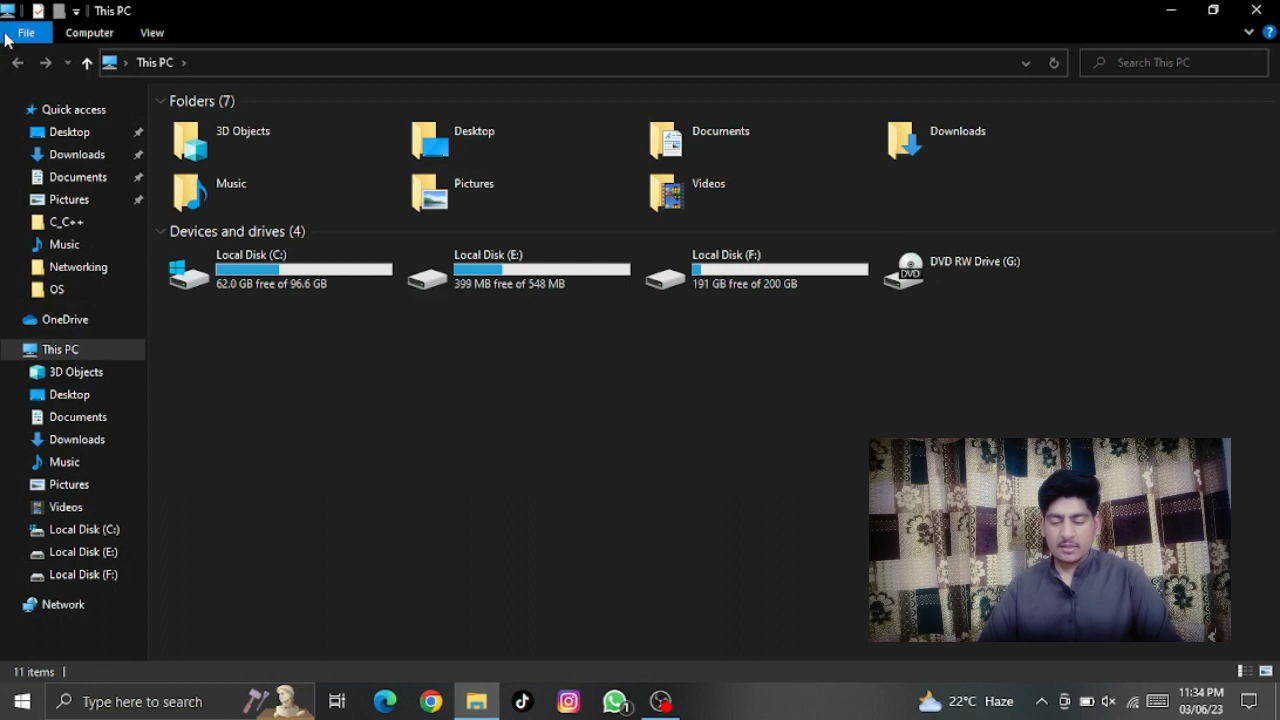 This PC
File Computer View
This PC
Search This PC
Quick access
Desktop
Downloads
Documents
Pictures
C_C++
Music
Networking
OS
OneDrive
This PC
3D Objects
Desktop
Documents
Downloads
Music
Pictures
Videos
Local Disk (C:)
Local Disk (E:)
Local Disk (F:)
Network
Folders (7)
3D Objects
Desktop
Documents
Downloads
Music
Pictures
Videos
Devices and drives (4)
Local Disk (C:)
62.0 GB free of 96.6 GB
Local Disk (E:)
399 MB free of 548 MB
Local Disk (F:)
191 GB free of 200 GB
DVD RW Drive (G:)
DVD
11 items
Type here to search
1
22°C Haze
11:34 PM
03/06/23